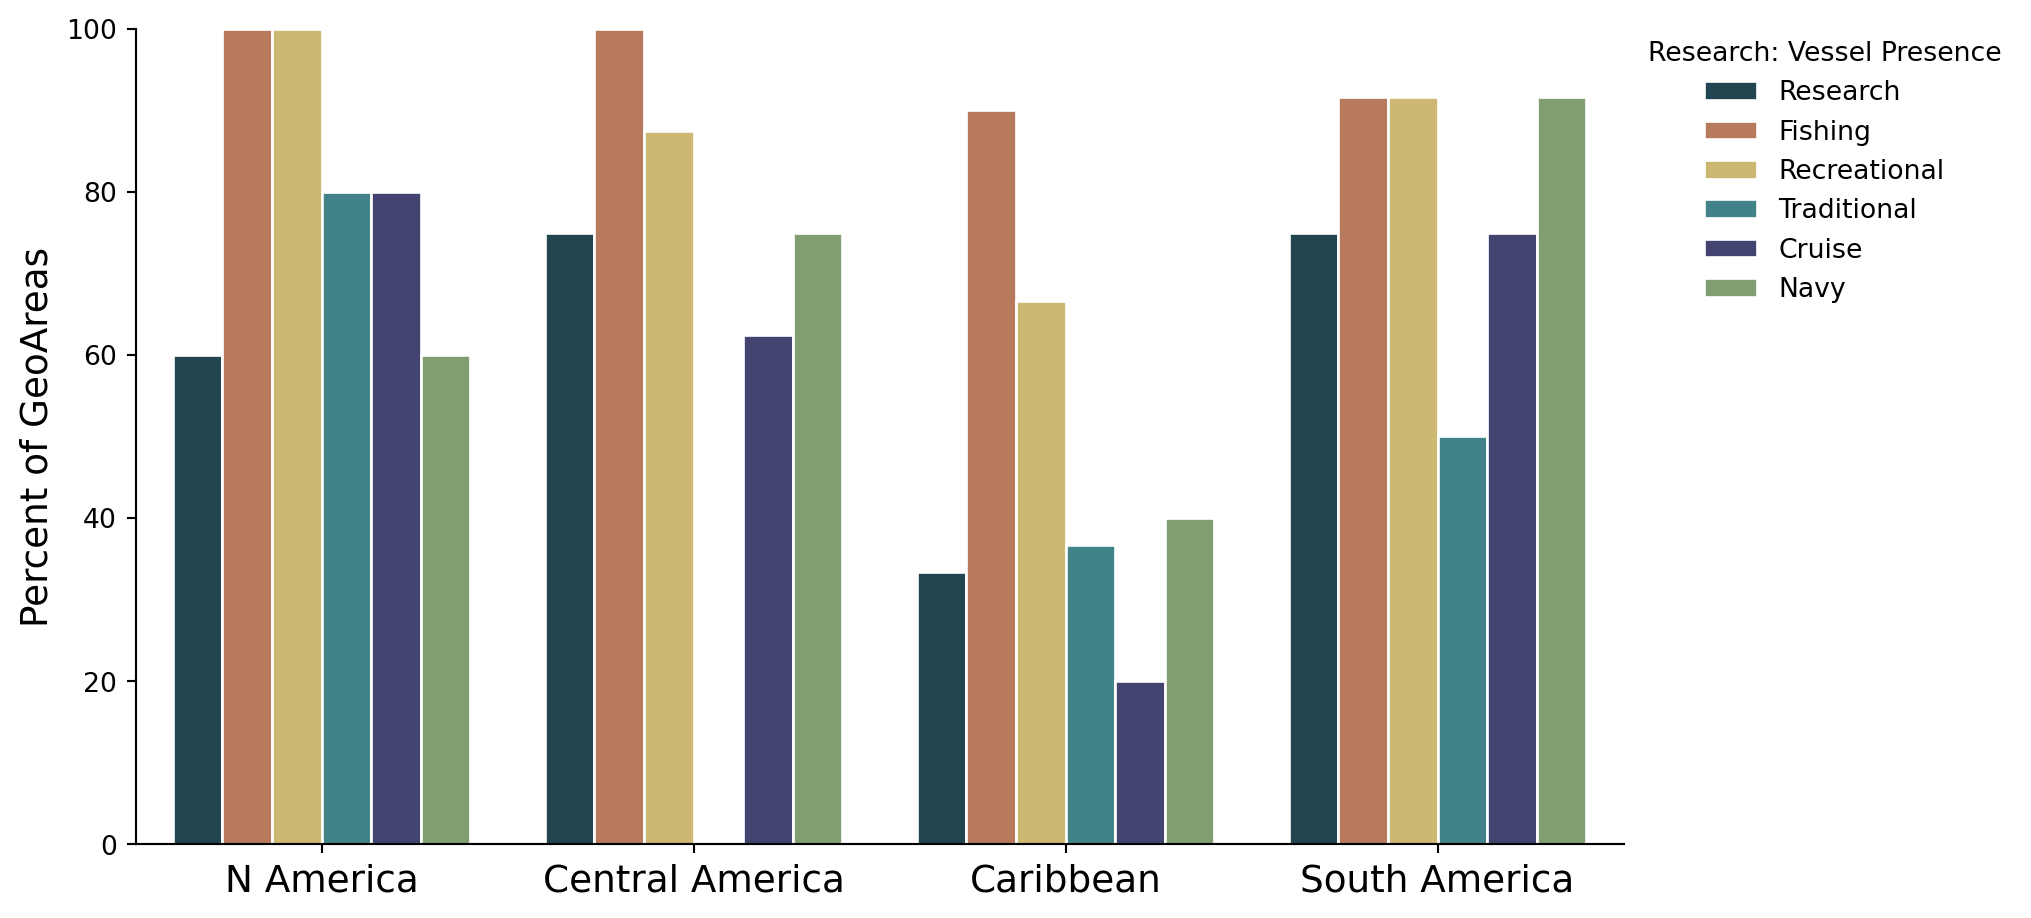 Percent of GeoAreas
100
80
60
40
20
0
N America
Central America
Caribbean
South America
Research: Vessel Presence
Research
Fishing
Recreational
Traditional
Cruise
Navy